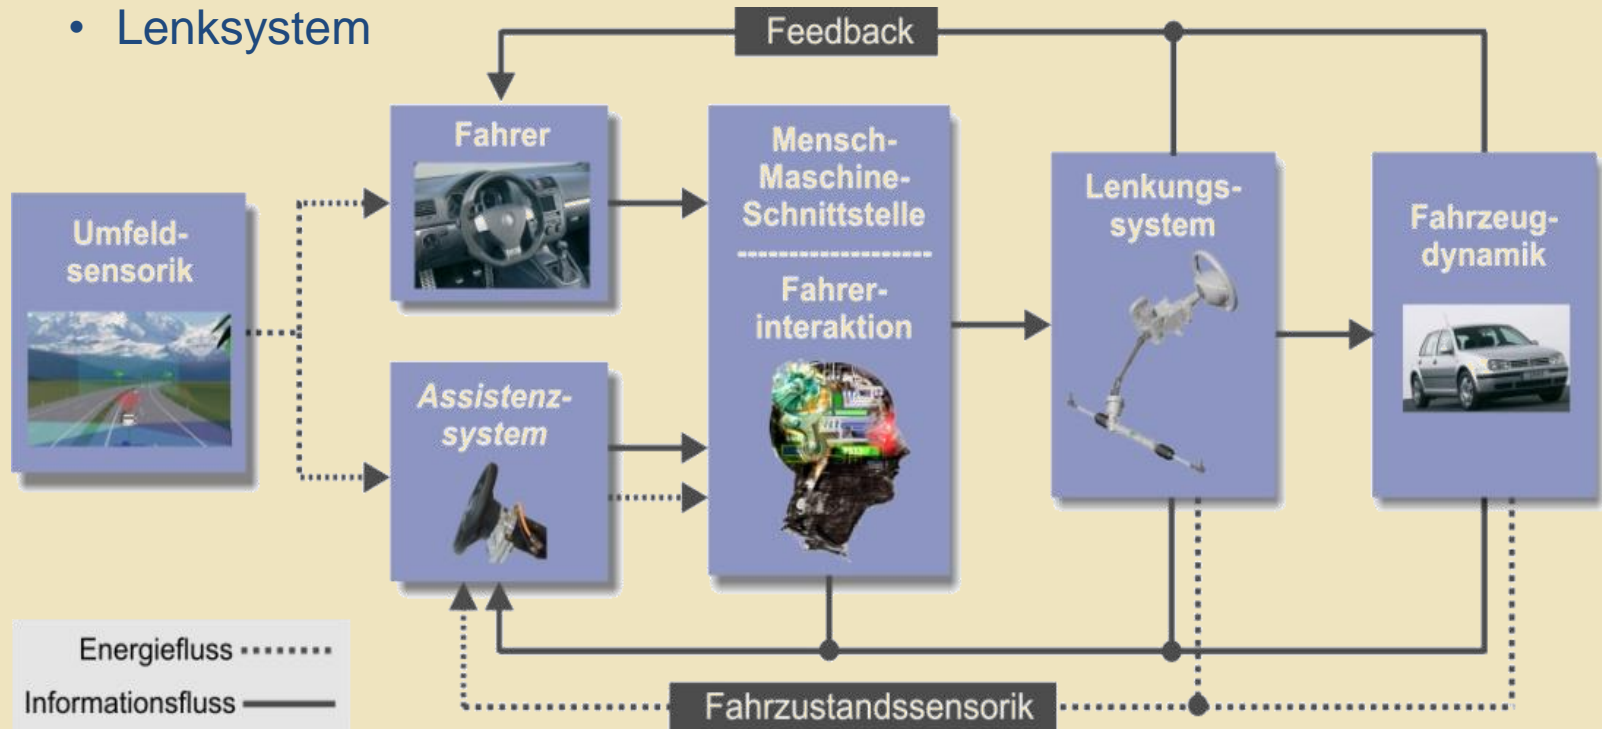 • Lenksystem
Feedback
Fahrer
Mensch-
Maschine-
Schnittstelle
-------------------
Fahrer-
interaktion
Lenkungs-
system
Fahrzeug-
dynamik
Umfeld-
sensorik
Assistenz-
system
Energiefluss
Informationsfluss
Fahrzustandssensorik